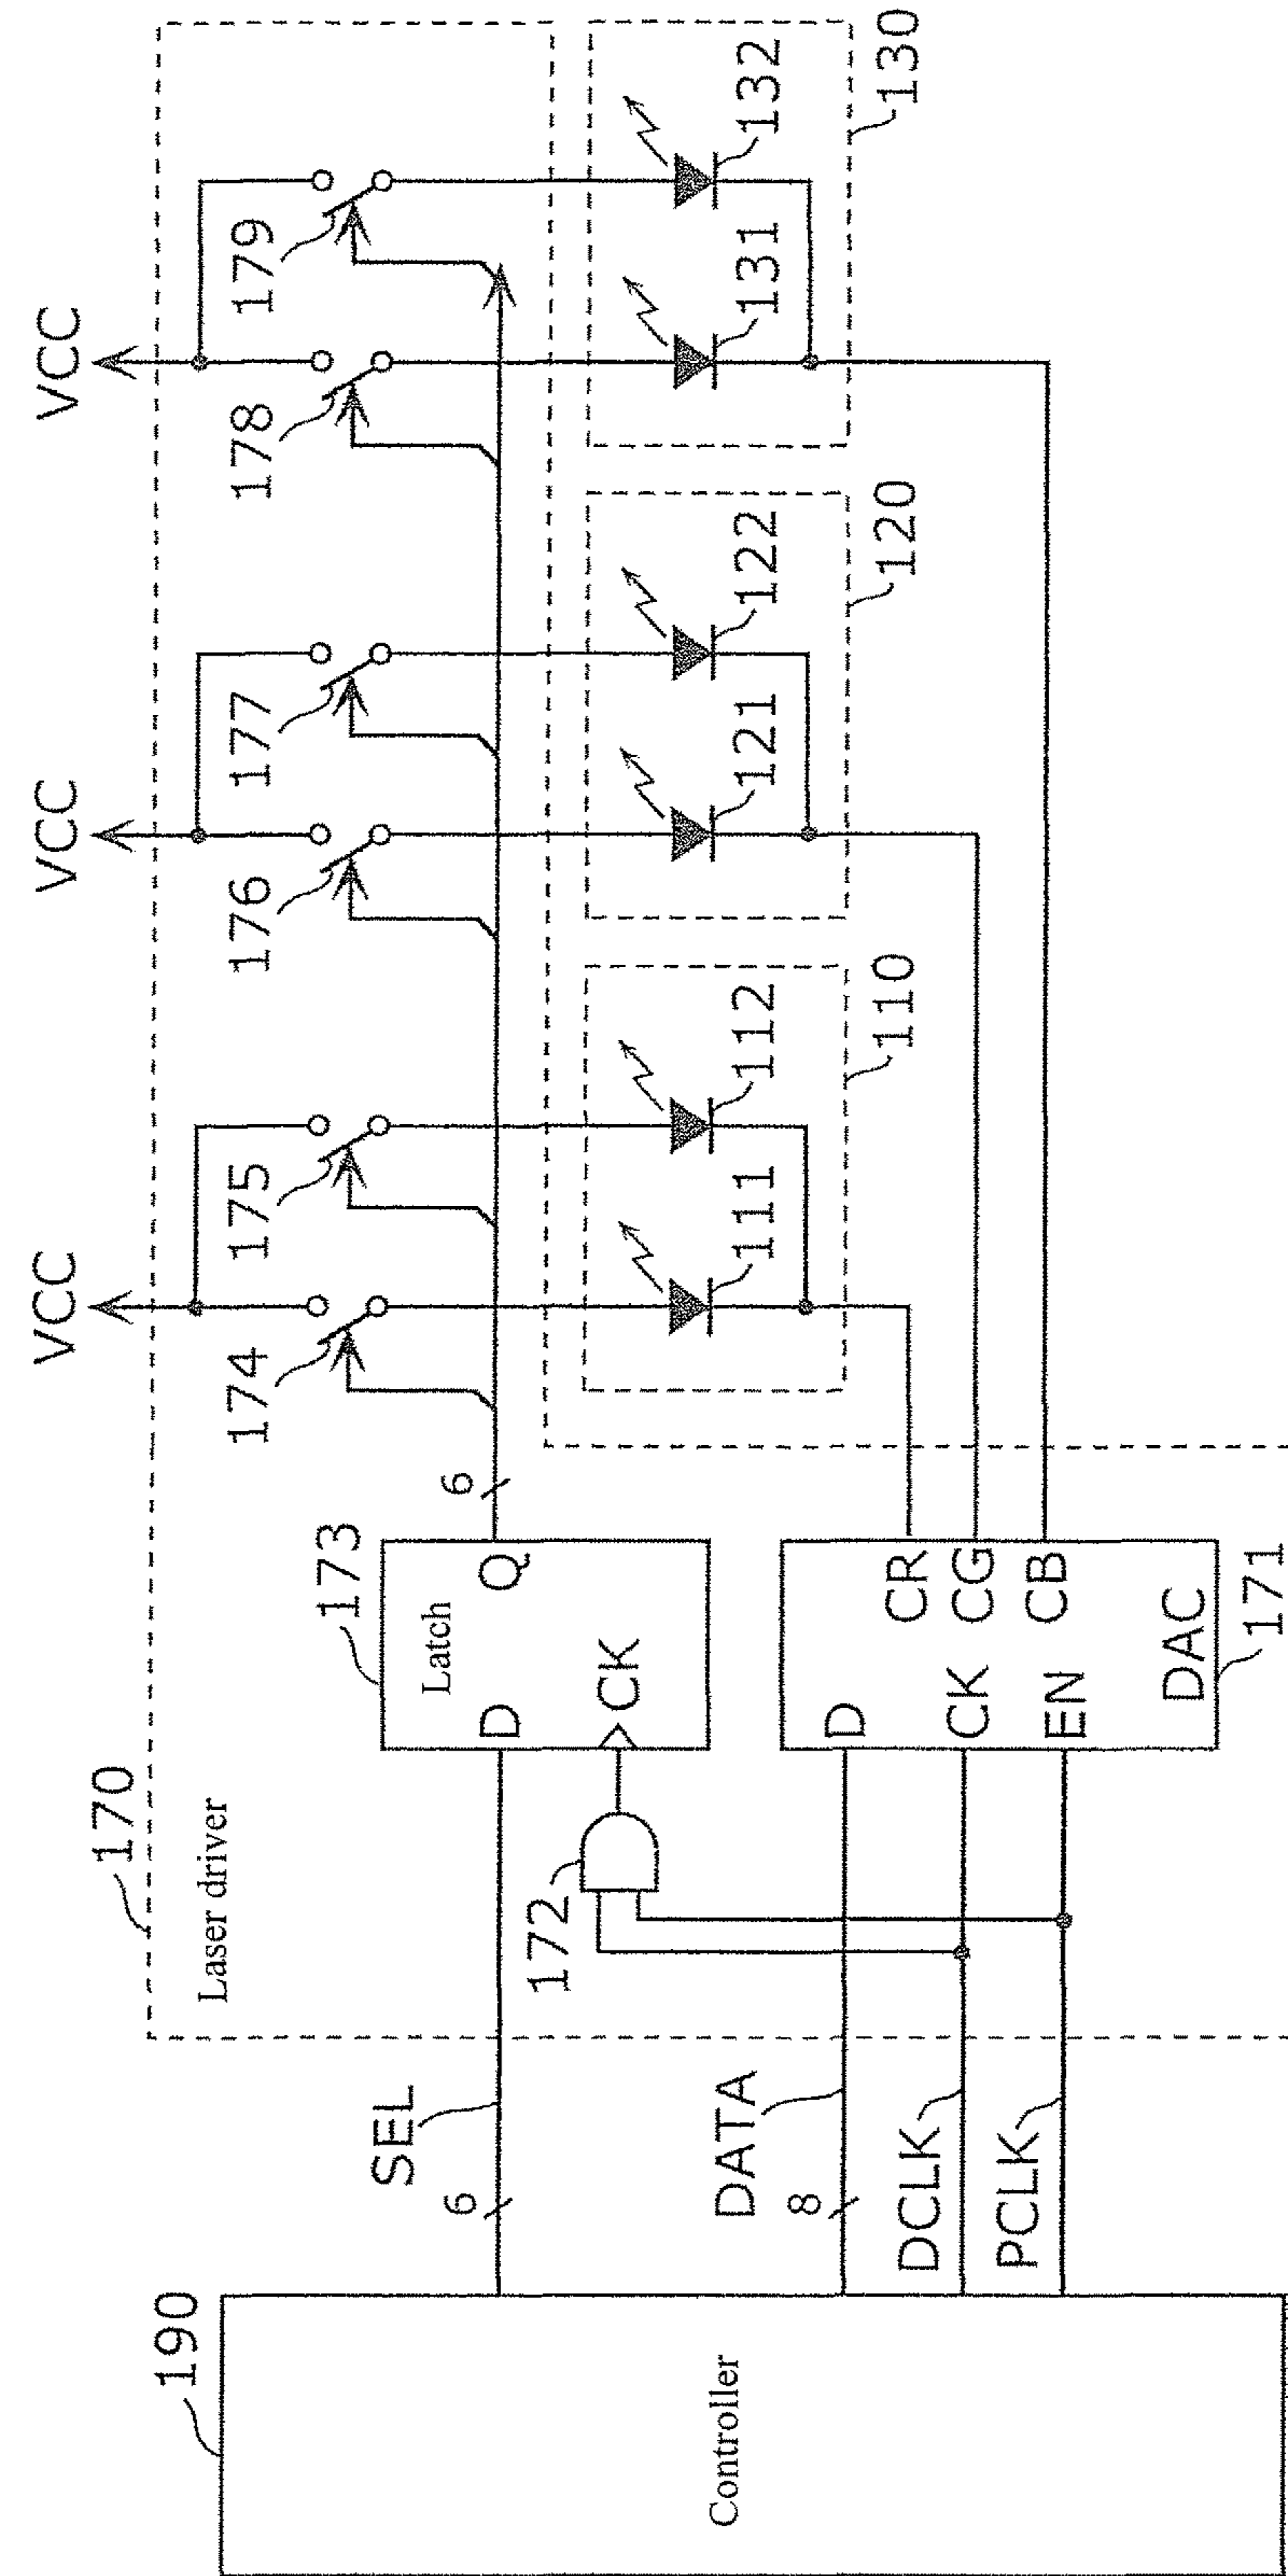 VCC
VCC
VCC
170
Laser driver
174
175
176
177
178
179
190
Controller
SEL
6
173
Latch
D
Q
CK
6
172
DATA
8
DCLK
PCLK
D
CK
EN
CR
CG
CB
DAC
171
111
112
110
121
122
120
131
132
130